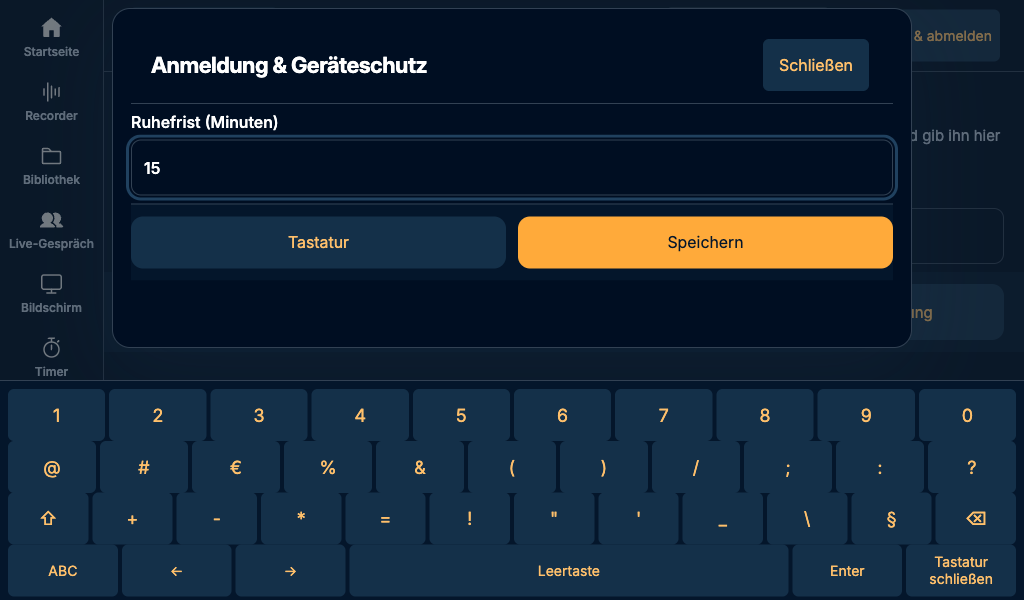 Startseite
Recorder
Bibliothek
Live-Gespräch
Bildschirm
Timer
Anmeldung & Geräteschutz
Schließen
& abmelden
Ruhefrist (Minuten)
gib ihn hier
15
Tastatur
Speichern
1 2 3 4 5 6 7 8 9 0
@ # € % & ( ) / ; : ?
+ - * = ! " ' _ \ §
ABC ← → Leertaste Enter Tastatur
schließen